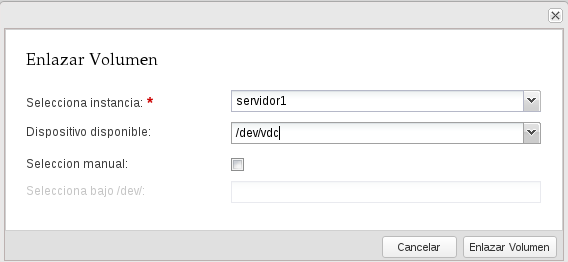 Enlazar Volumen
Selecciona instancia: *
servidor1
Dispositivo disponible:
/dev/vdc
Seleccion manual:
Selecciona bajo /dev/:
Cancelar
Enlazar Volumen